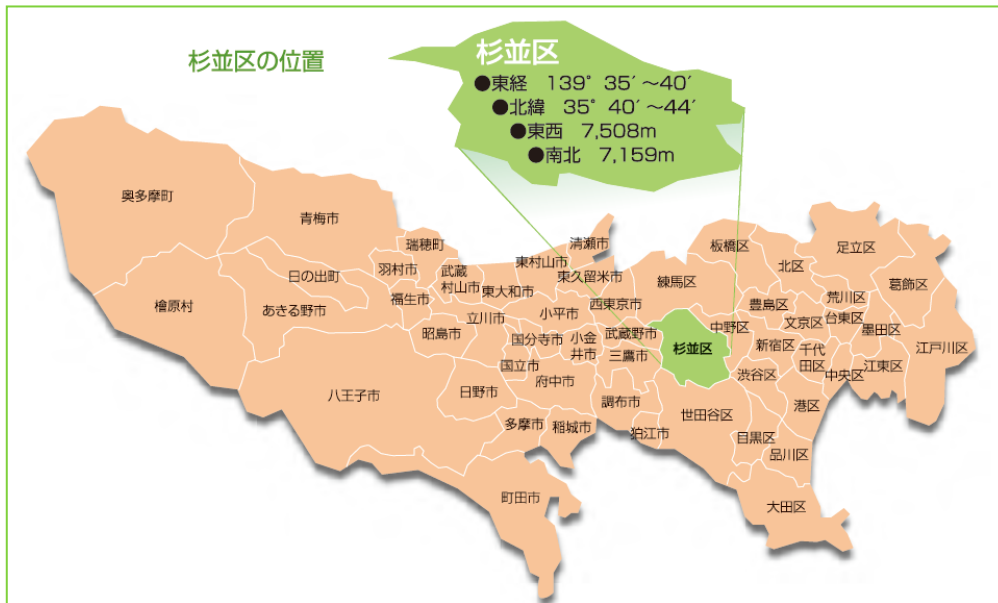 杉並区の位置
杉並区
●東経 139° 35′ ～40′
●北緯 35° 40′ ～44′
●東西 7,508m
●南北 7,159m
奥多摩町
青梅市
瑞穂町
羽村市
日の出町
檜原村
あきる野市
福生市
武蔵
村山市
東村山市
清瀬市
東大和市
東久留米市
西東京市
立川市
小平市
昭島市
国分寺市
小金
井市
武蔵野市
三鷹市
国立市
府中市
八王子市
日野市
調布市
多摩市
稲城市
狛江市
町田市
板橋区
練馬区
北区
足立区
葛飾区
豊島区
荒川区
中野区
文京区
台東区
墨田区
杉並区
新宿区
千代
田区
江戸川区
渋谷区
中央区
江東区
世田谷区
港区
目黒区
品川区
大田区